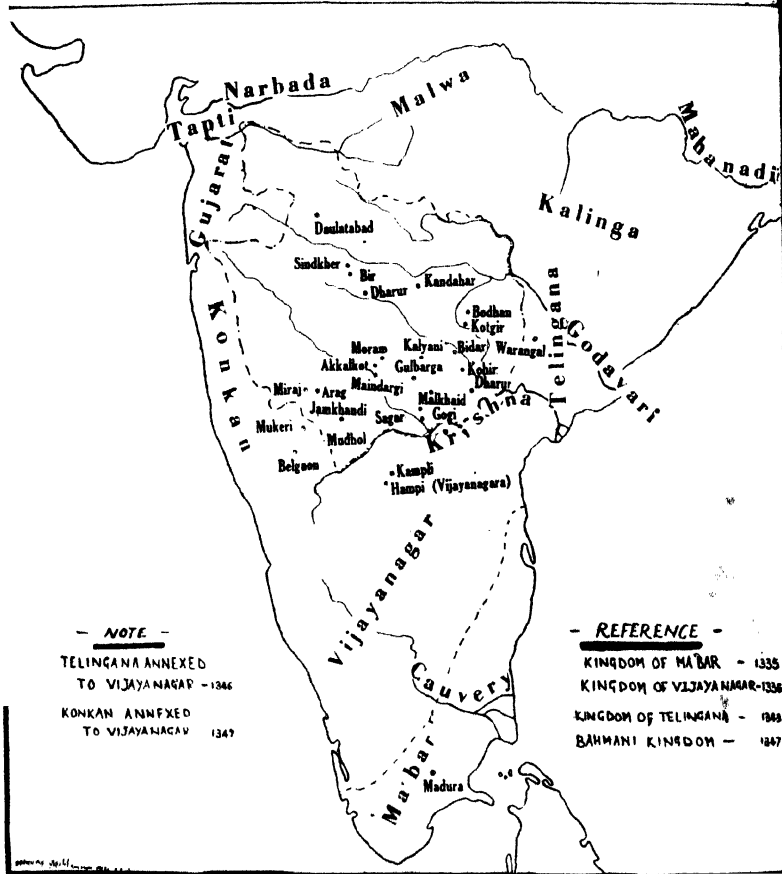 Narbada
Malwa
Tapti
Mahanadi
Gujarat
Kalinga
Daulatabad
Sindkher
Bir
Dharur
Kandahar
Konkan
Telingana
Godavari
Bodhan
Kotgir
Moram
Kalyani
Bidar
Warangal
Akkalkot
Gulbarga
Kohir
Maindargi
Dharur
Miraj
Arag
Malkhaid
Krishna
Jamkhandi
Sagar
Gogi
Mukeri
Mudhol
Belgaon
Kampli
Hampi (Vijayanagara)
Vijayanagar
Cauvery
Ma'bar
Madura
- NOTE -
TELINGANA ANNEXED
TO VIJAYANAGAR - 1346
KONKAN ANNEXED
TO VIJAYANAGAR 1347
- REFERENCE -
KINGDOM OF MA'BAR - 1335
KINGDOM OF VIJAYANAGAR - 1336
KINGDOM OF TELINGANA -
BAHMANI KINGDOM - 1347